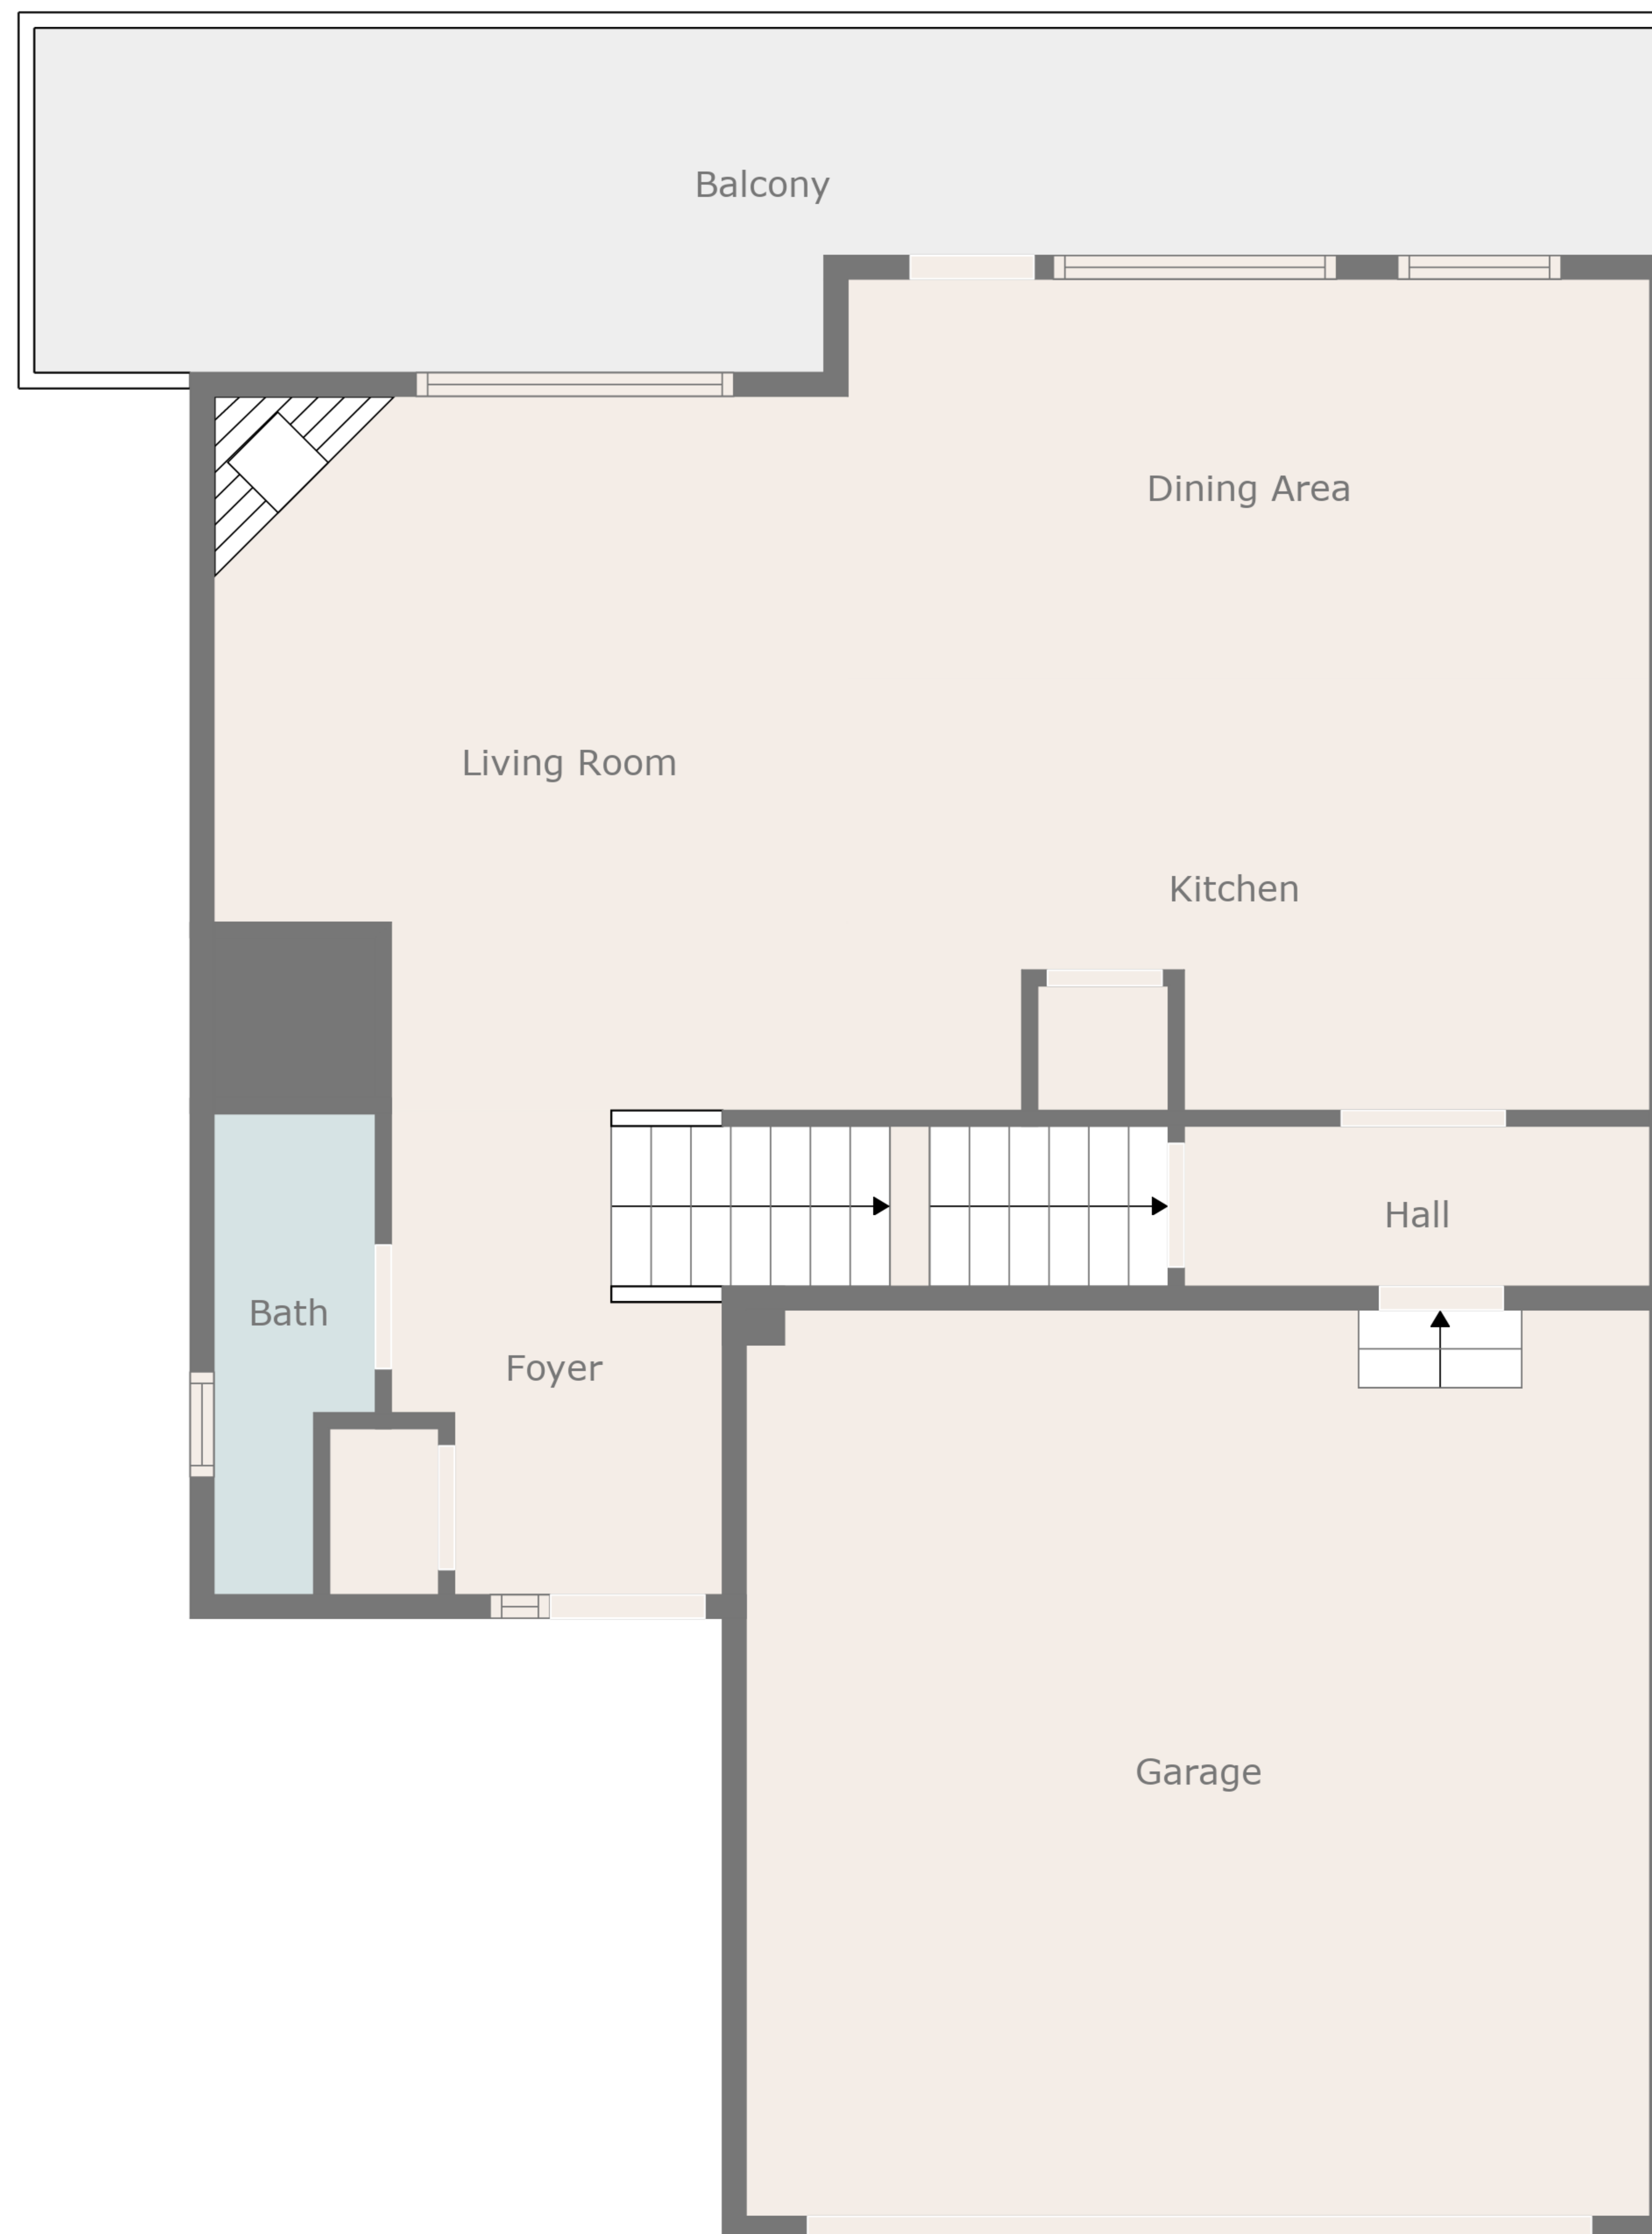 Balcony
Dining Area
Living Room
Kitchen
Hall
Bath
Foyer
Garage